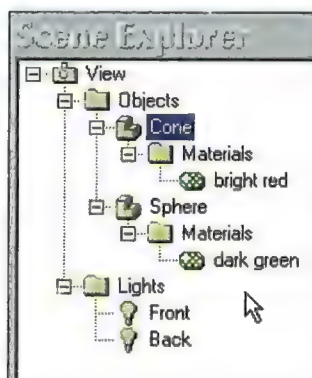 Scene Explorer
View
Objects
Cone
Materials
bright red
Sphere
Materials
dark green
Lights
Front
Back